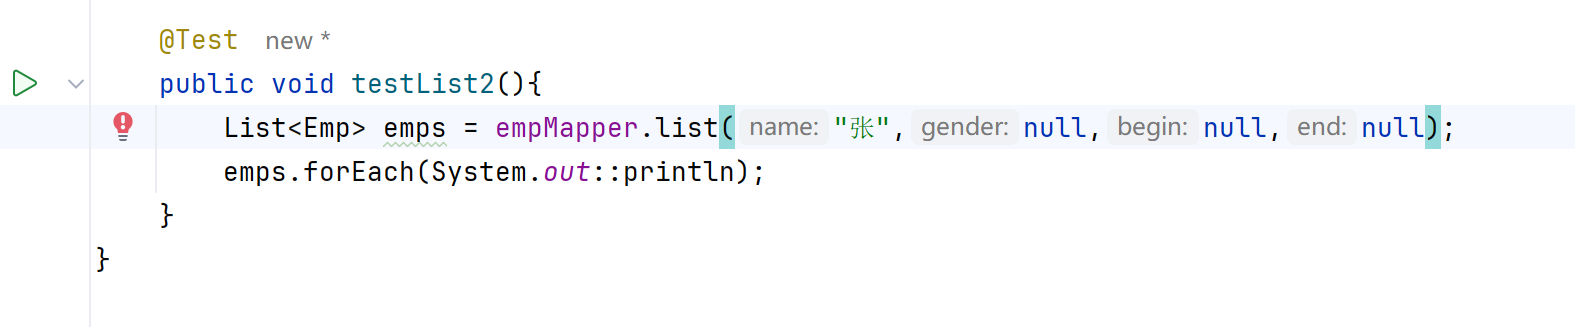 @Test new *
public void testList2(){
List<Emp> emps = empMapper.list( name: "张", gender: null, begin: null, end: null);
emps.forEach(System.out::println);
}
}